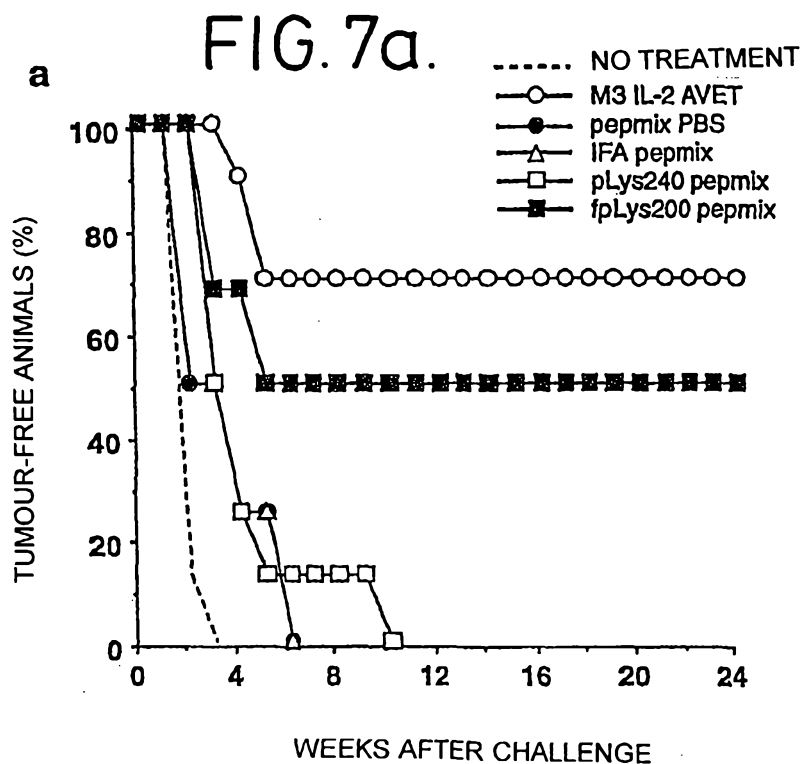 FIG. 7a.
a
NO TREATMENT
M3 IL-2 AVET
pepmix PBS
IFA pepmix
pLys240 pepmix
fpLys200 pepmix
TUMOUR-FREE ANIMALS (%)
100
80
60
40
20
0
0 4 8 12 16 20 24
WEEKS AFTER CHALLENGE